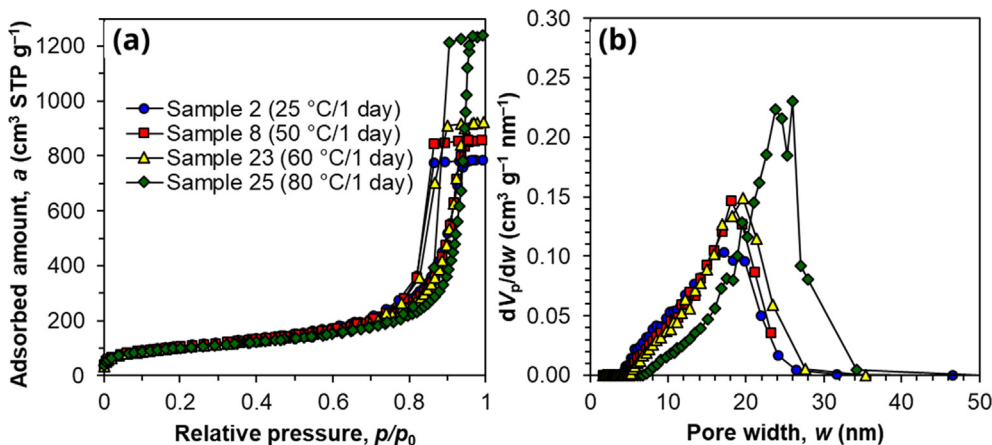 (a)
Adsorbed amount, a (cm³ STP g⁻¹)
1200
1000
800
600
400
200
0
Sample 2 (25 °C/1 day)
Sample 8 (50 °C/1 day)
Sample 23 (60 °C/1 day)
Sample 25 (80 °C/1 day)
0 0.2 0.4 0.6 0.8 1
Relative pressure, p/p₀
(b)
dVₚ/dw (cm³ g⁻¹ nm⁻¹)
0.30
0.25
0.20
0.15
0.10
0.05
0.00
0 10 20 30 40 50
Pore width, w (nm)